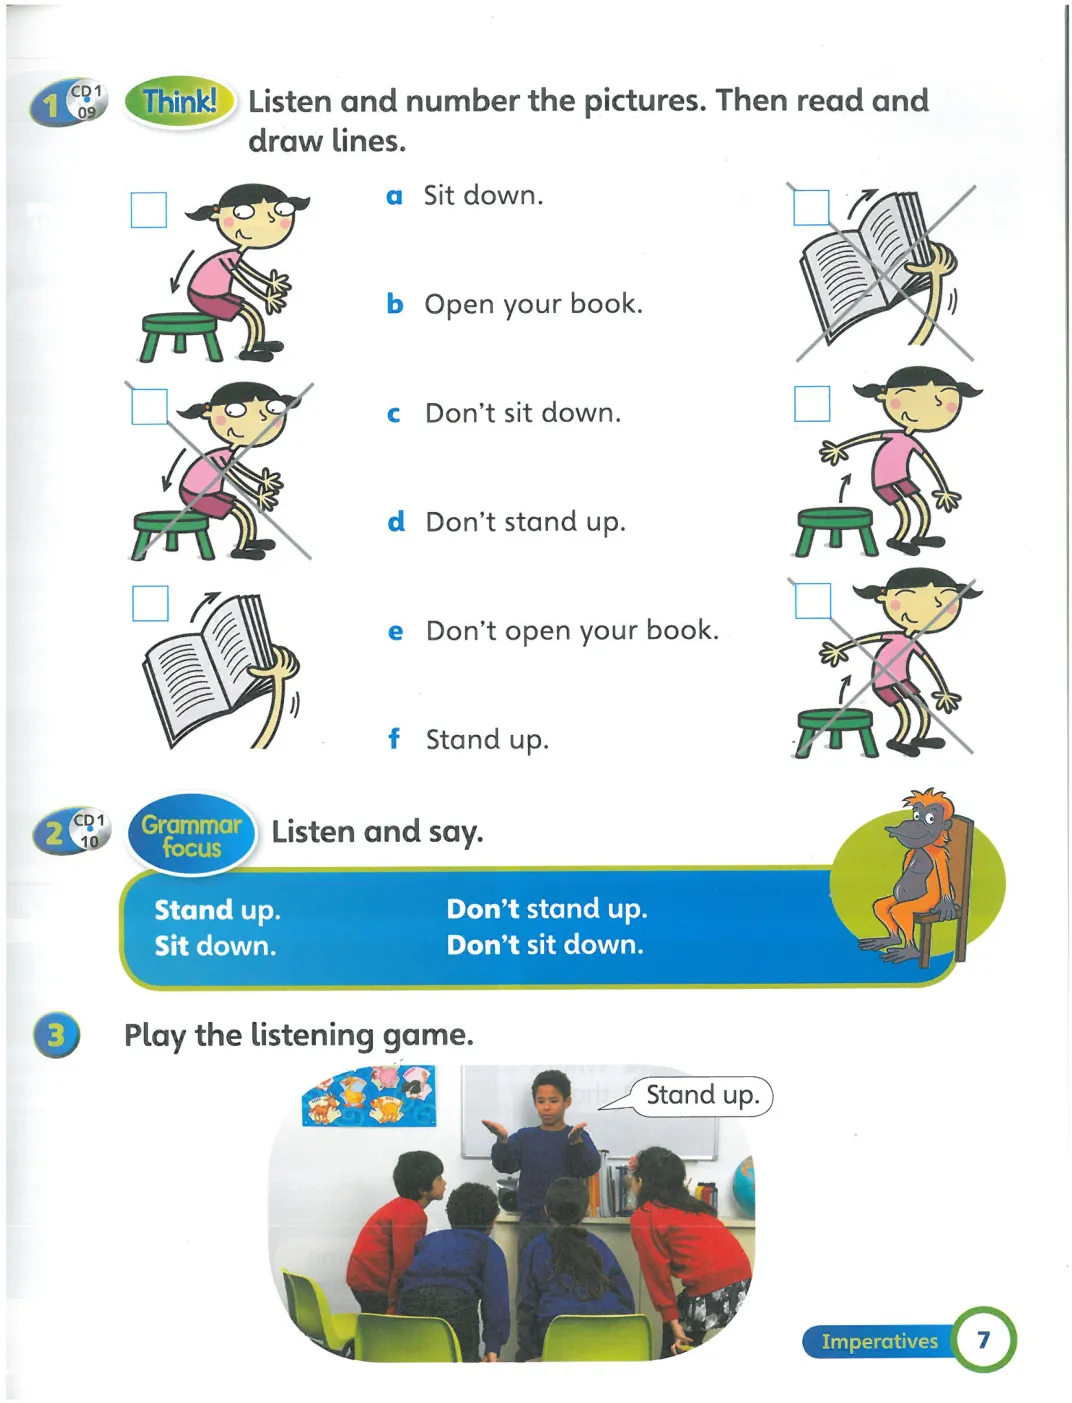 1 CD1 09 Think! Listen and number the pictures. Then read and
draw lines.
a Sit down.
b Open your book.
c Don't sit down.
d Don't stand up.
e Don't open your book.
f Stand up.
2 CD1 10 Grammar focus Listen and say.
Stand up. Don't stand up.
Sit down. Don't sit down.
3 Play the listening game.
Stand up.
Imperatives 7